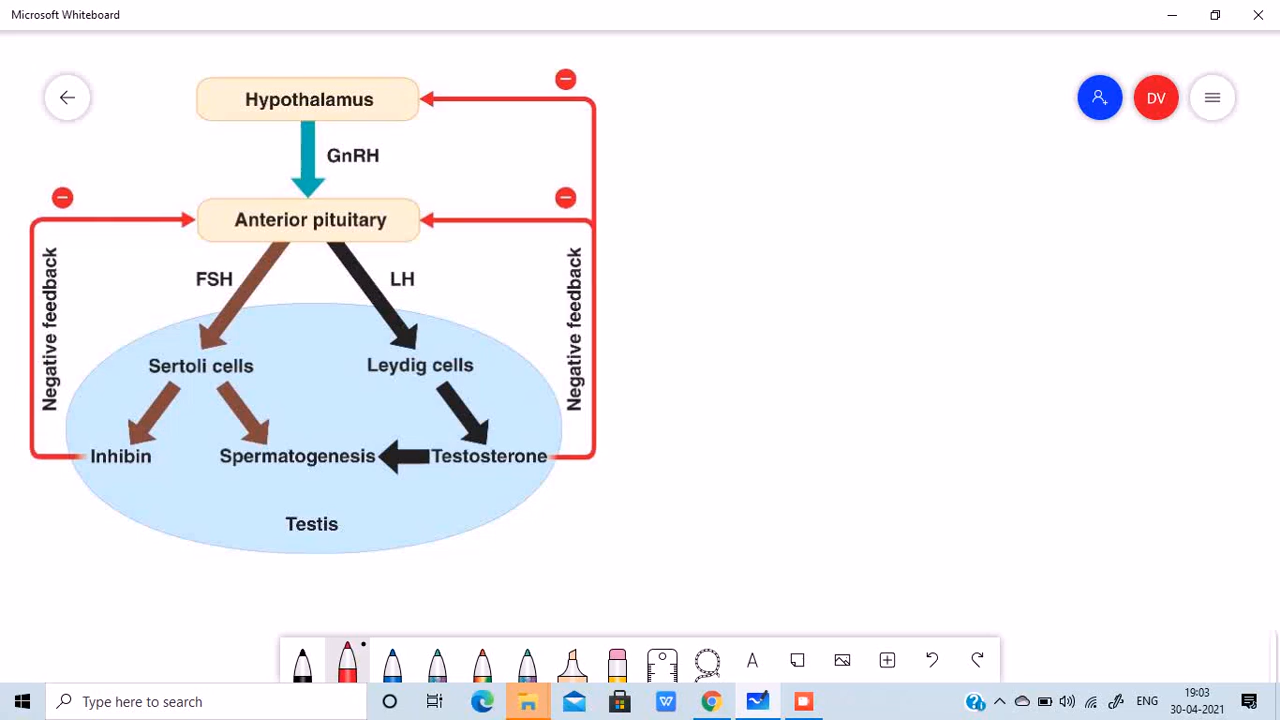 Microsoft Whiteboard
Hypothalamus
GnRH
DV
Anterior pituitary
FSH
LH
Negative feedback
Negative feedback
Sertoli cells
Leydig cells
Inhibin
Spermatogenesis
Testosterone
Testis
A
Type here to search
ENG
19:03
30-04-2021